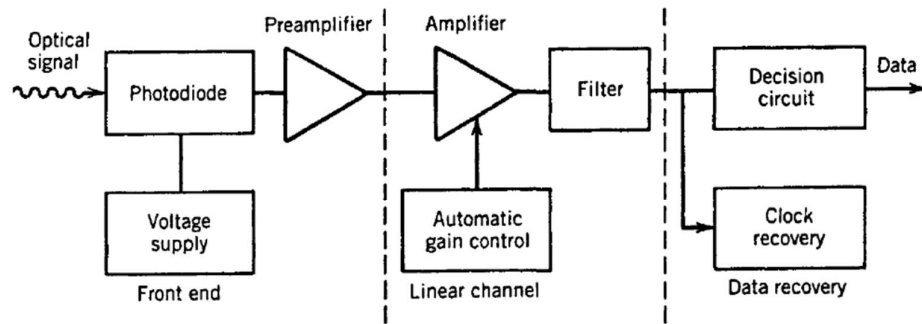 Optical
signal
Preamplifier
Amplifier
Photodiode
Filter
Decision
circuit
Data
Voltage
supply
Automatic
gain control
Clock
recovery
Front end
Linear channel
Data recovery